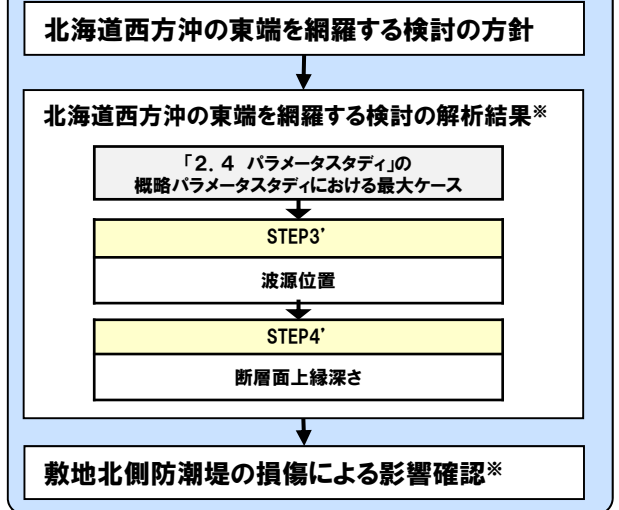 北海道西方沖の東端を網羅する検討の方針
北海道西方沖の東端を網羅する検討の解析結果※
「2.4 パラメータスタディ」の
概略パラメータスタディにおける最大ケース
STEP3’
波源位置
STEP4’
断層面上縁深さ
敷地北側防潮堤の損傷による影響確認※